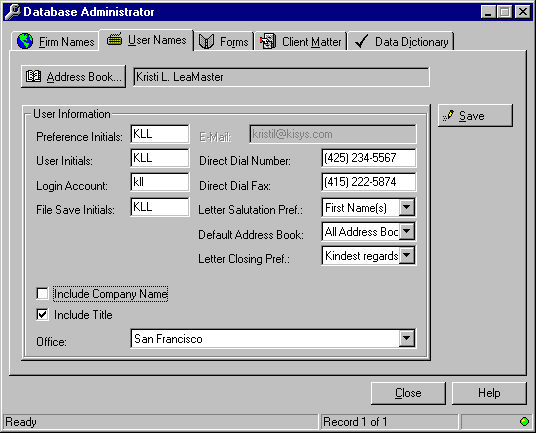 Database Administrator
Firm Names User Names Forms Client Matter Data Dictionary
Address Book... Kristi L. LeaMaster
User Information
Save
Preference Initials: KLL E-Mail: kristil@kisys.com
User Initials: KLL Direct Dial Number: (425) 234-5567
Login Account: kll Direct Dial Fax: (415) 222-5874
File Save Initials: KLL Letter Salutation Pref.: First Name(s)
Default Address Book: All Address Boo
Letter Closing Pref.: Kindest regards
Include Company Name
Include Title
Office: San Francisco
Close Help
Ready Record 1 of 1